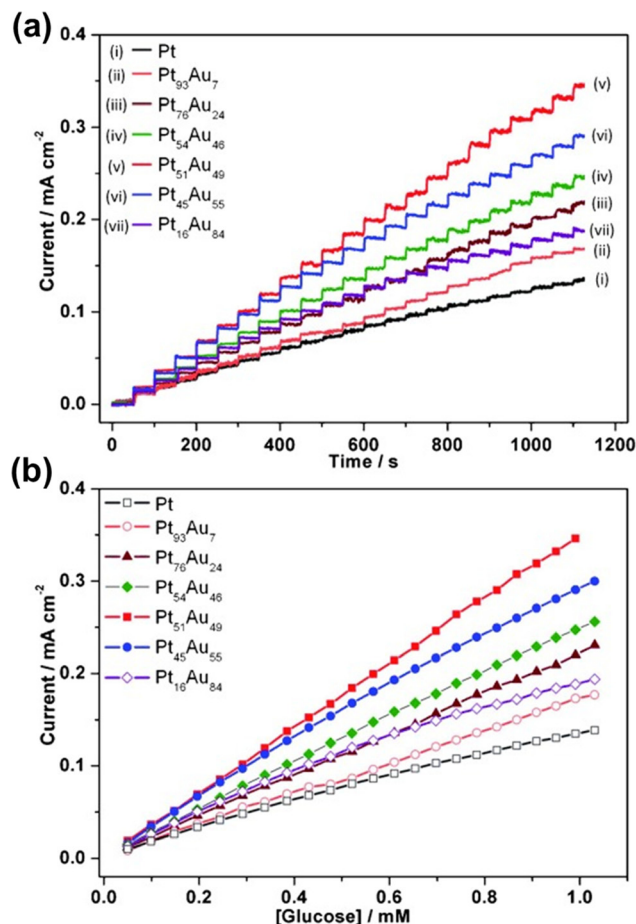 (a)
0.4
0.3
0.2
0.1
0.0
Current / mA cm⁻²
(i) Pt
(ii) Pt₉₃Au₇
(iii) Pt₇₆Au₂₄
(iv) Pt₅₄Au₄₆
(v) Pt₅₁Au₄₉
(vi) Pt₄₅Au₅₅
(vii) Pt₁₆Au₈₄
(v)
(vi)
(iv)
(iii)
(vii)
(ii)
(i)
0 200 400 600 800 1000 1200
Time / s
(b)
0.4
0.3
0.2
0.1
0.0
Current / mA cm⁻²
Pt
Pt₉₃Au₇
Pt₇₆Au₂₄
Pt₅₄Au₄₆
Pt₅₁Au₄₉
Pt₄₅Au₅₅
Pt₁₆Au₈₄
0.0 0.2 0.4 0.6 0.8 1.0
[Glucose] / mM